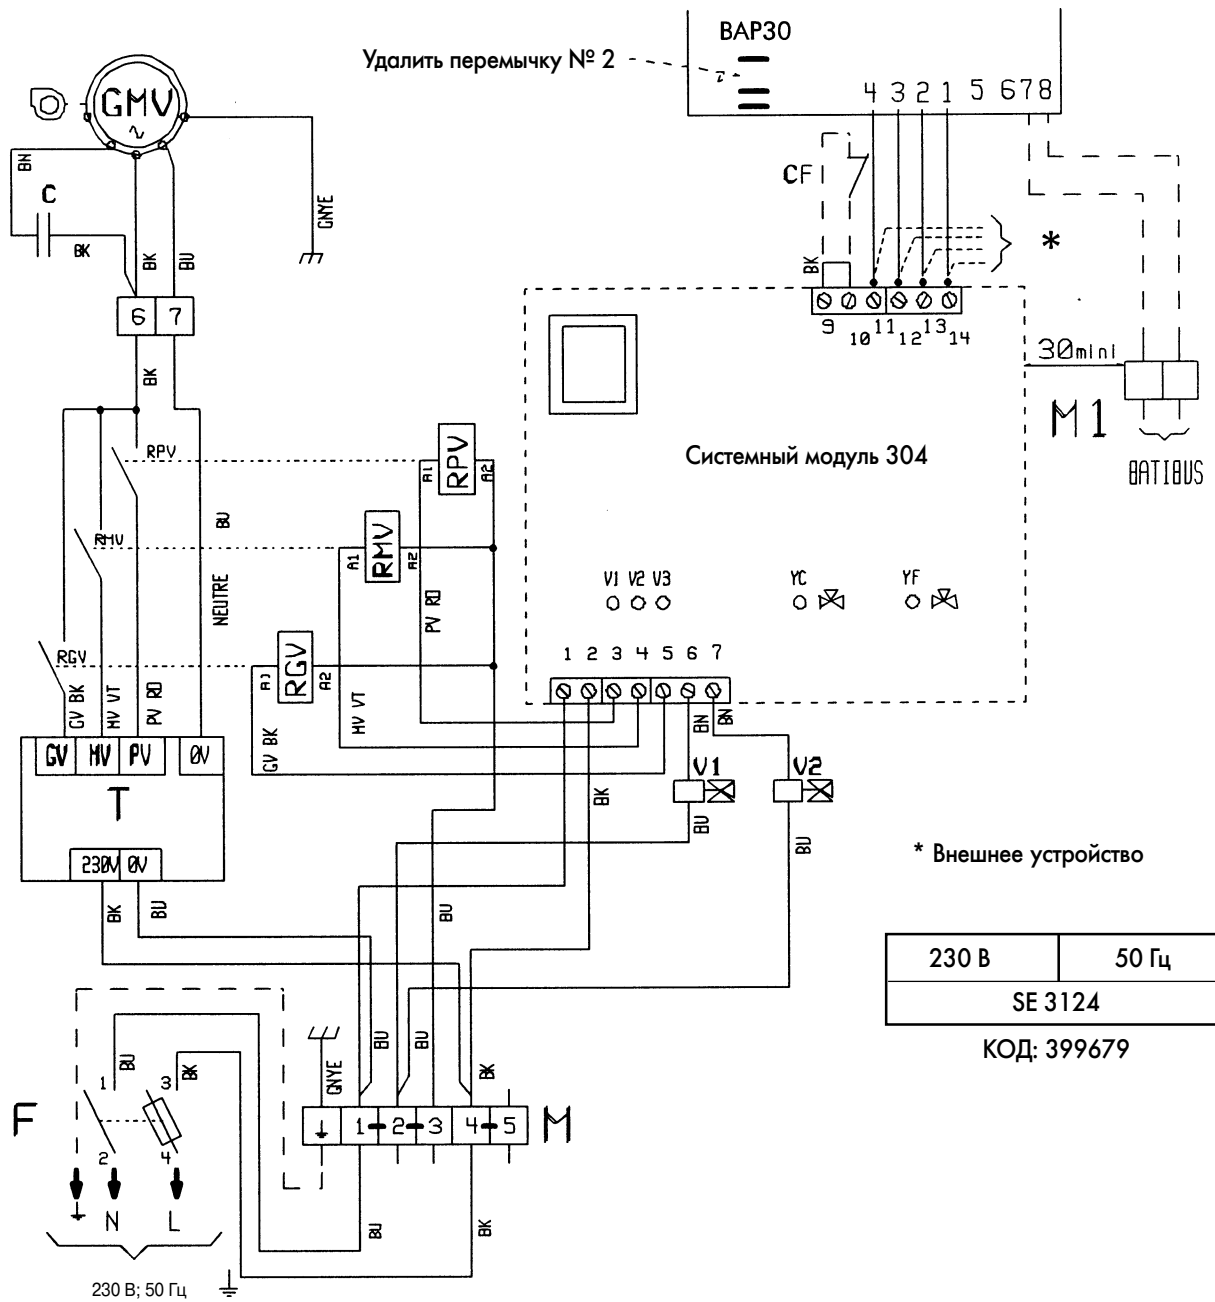 BAP30
Удалить перемычку № 2
2
4 3 2 1 5 6 7 8
GMV
BN
C
BK
BK
BU
GNYE
CF
BK
*
6 7
9 10 11 12 13 14
30mini
M1
BATIBUS
BK
RPV
A1 RPV A2
Системный модуль 304
BU
RMV
A1 RMV A2
NEUTRE
PV RD
V1 V2 V3
YC
YF
RGV
A1 RGV A2
1 2 3 4 5 6 7
GV BK
MV VT
PV RD
MV VT
GV BK
BN
BN
GV MV PV 0V
V1
V2
T
BK
BU
BU
230V 0V
* Внешнее устройство
BK
BU
BU
230 В 50 Гц
SE 3124
КОД: 399679
BU
BU
BK
GNYE
BU
BK
F
1 3
2 4
1 2 3 4 5
M
N L
BU
BK
230 В; 50 Гц